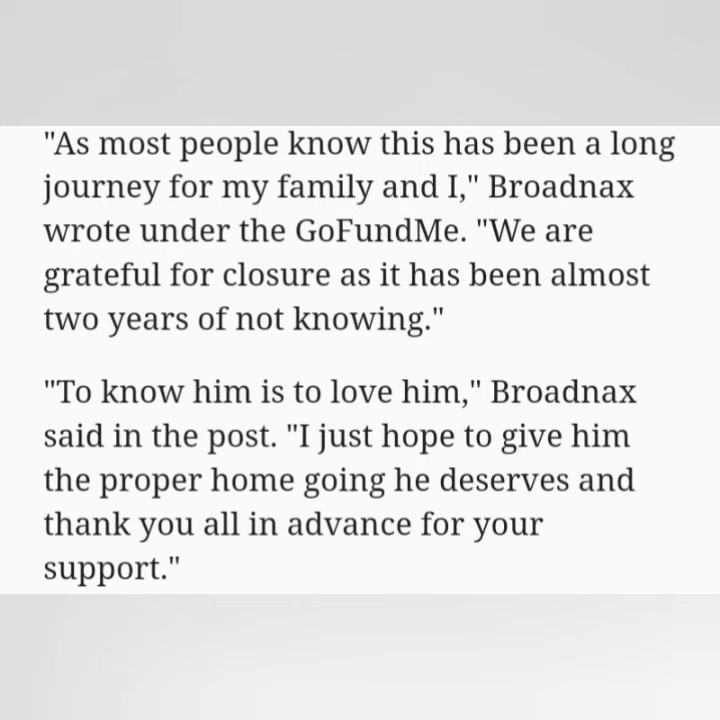 "As most people know this has been a long
journey for my family and I," Broadnax
wrote under the GoFundMe. "We are
grateful for closure as it has been almost
two years of not knowing."
"To know him is to love him," Broadnax
said in the post. "I just hope to give him
the proper home going he deserves and
thank you all in advance for your
support."